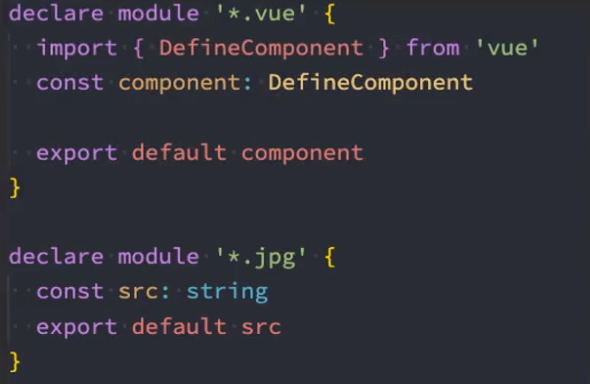 declare module '*.vue' {
  import { DefineComponent } from 'vue'
  const component: DefineComponent

  export default component
}

declare module '*.jpg' {
  const src: string
  export default src
}